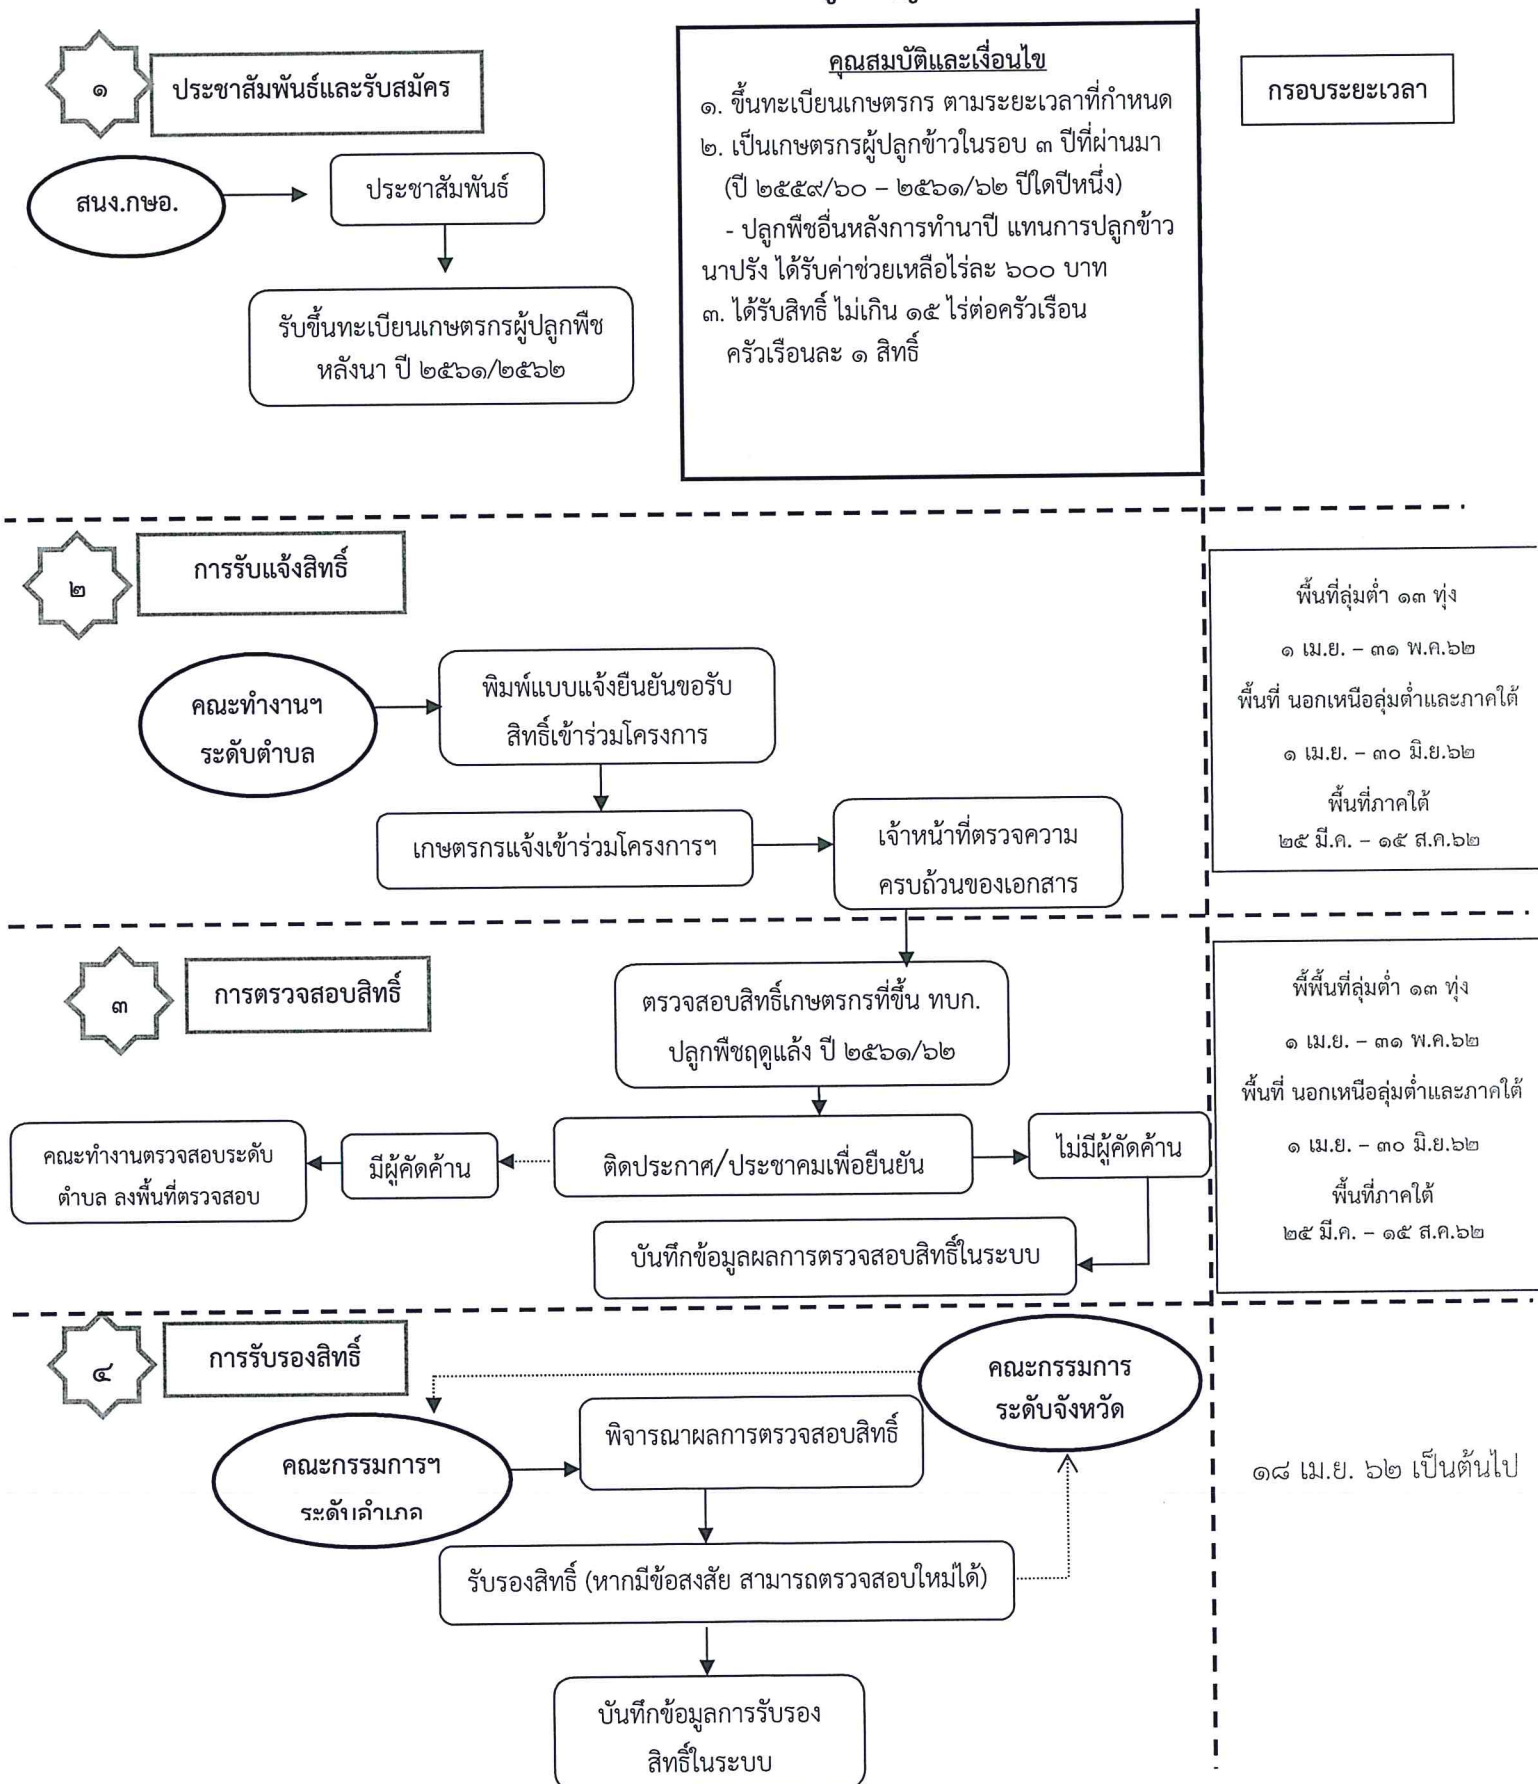 ๑
ประชาสัมพันธ์และรับสมัคร
สนง.กษอ.
ประชาสัมพันธ์
รับขึ้นทะเบียนเกษตรกรผู้ปลูกพืช
หลังนา ปี ๒๕๖๑/๒๕๖๒
คุณสมบัติและเงื่อนไข
๑. ขึ้นทะเบียนเกษตรกร ตามระยะเวลาที่กำหนด
๒. เป็นเกษตรกรผู้ปลูกข้าวในรอบ ๓ ปีที่ผ่านมา
(ปี ๒๕๕๙/๖๐ – ๒๕๖๑/๖๒ ปีใดปีหนึ่ง)
- ปลูกพืชอื่นหลังการทำนาปี แทนการปลูกข้าว
นาปรัง ได้รับค่าช่วยเหลือไร่ละ ๖๐๐ บาท
๓. ได้รับสิทธิ์ ไม่เกิน ๑๕ ไร่ต่อครัวเรือน
ครัวเรือนละ ๑ สิทธิ์
กรอบระยะเวลา
๒
การรับแจ้งสิทธิ์
คณะทำงานฯ
ระดับตำบล
พิมพ์แบบแจ้งยืนยันขอรับ
สิทธิ์เข้าร่วมโครงการ
เกษตรกรแจ้งเข้าร่วมโครงการฯ
เจ้าหน้าที่ตรวจความ
ครบถ้วนของเอกสาร
พื้นที่ลุ่มต่ำ ๑๓ ทุ่ง
๑ เม.ย. – ๓๑ พ.ค.๖๒
พื้นที่ นอกเหนือลุ่มต่ำและภาคใต้
๑ เม.ย. – ๓๐ มิ.ย.๖๒
พื้นที่ภาคใต้
๒๕ มี.ค. – ๑๕ ส.ค.๖๒
๓
การตรวจสอบสิทธิ์
ตรวจสอบสิทธิ์เกษตรกรที่ขึ้น ทบก.
ปลูกพืชฤดูแล้ง ปี ๒๕๖๑/๖๒
คณะทำงานตรวจสอบระดับ
ตำบล ลงพื้นที่ตรวจสอบ
มีผู้คัดค้าน
ติดประกาศ/ประชาคมเพื่อยืนยัน
ไม่มีผู้คัดค้าน
บันทึกข้อมูลผลการตรวจสอบสิทธิ์ในระบบ
พี้พื้นที่ลุ่มต่ำ ๑๓ ทุ่ง
๑ เม.ย. – ๓๑ พ.ค.๖๒
พื้นที่ นอกเหนือลุ่มต่ำและภาคใต้
๑ เม.ย. – ๓๐ มิ.ย.๖๒
พื้นที่ภาคใต้
๒๕ มี.ค. – ๑๕ ส.ค.๖๒
๔
การรับรองสิทธิ์
คณะกรรมการ
ระดับจังหวัด
คณะกรรมการฯ
ระดับอำเภอ
พิจารณาผลการตรวจสอบสิทธิ์
รับรองสิทธิ์ (หากมีข้อสงสัย สามารถตรวจสอบใหม่ได้)
บันทึกข้อมูลการรับรอง
สิทธิ์ในระบบ
๑๘ เม.ย. ๖๒ เป็นต้นไป